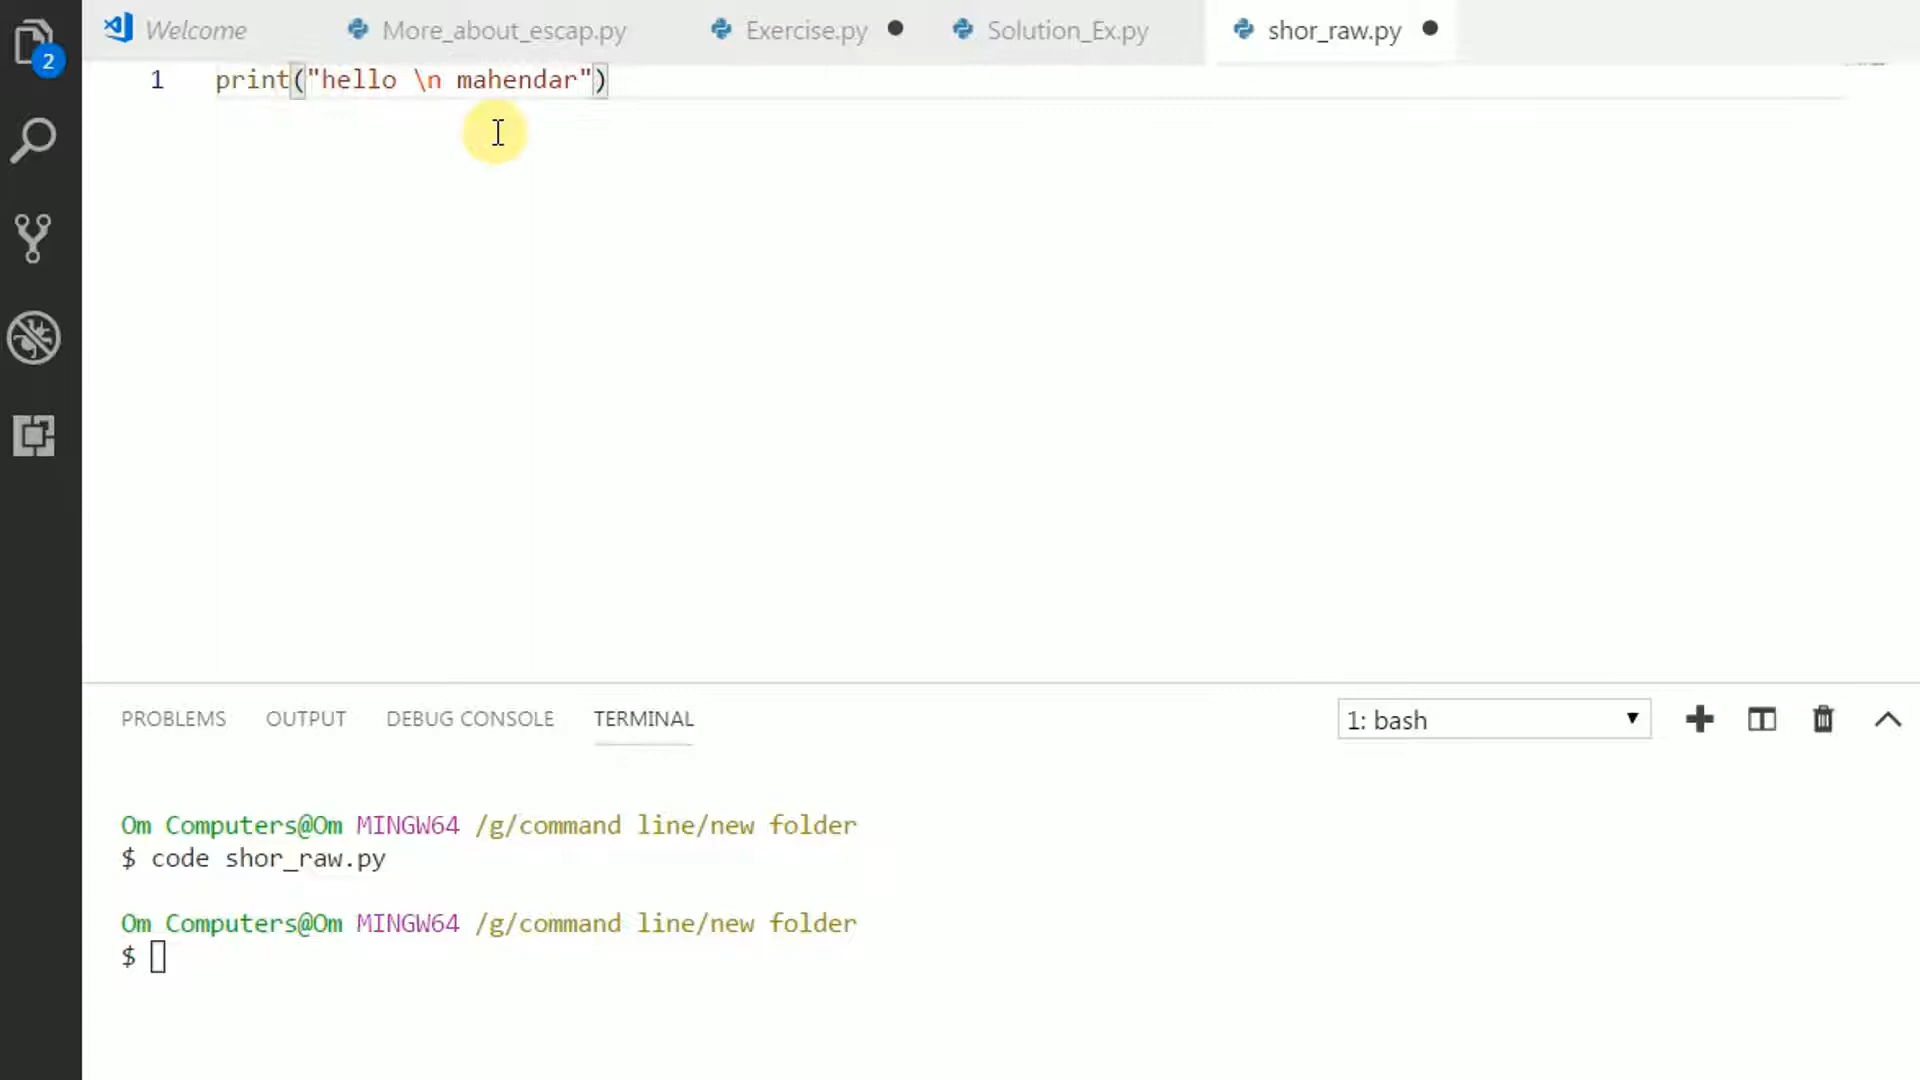 Welcome More_about_escap.py Exercise.py Solution_Ex.py shor_raw.py
2
1 print("hello \n mahendar")
PROBLEMS OUTPUT DEBUG CONSOLE TERMINAL 1: bash
Om Computers@Om MINGW64 /g/command line/new folder
$ code shor_raw.py
Om Computers@Om MINGW64 /g/command line/new folder
$